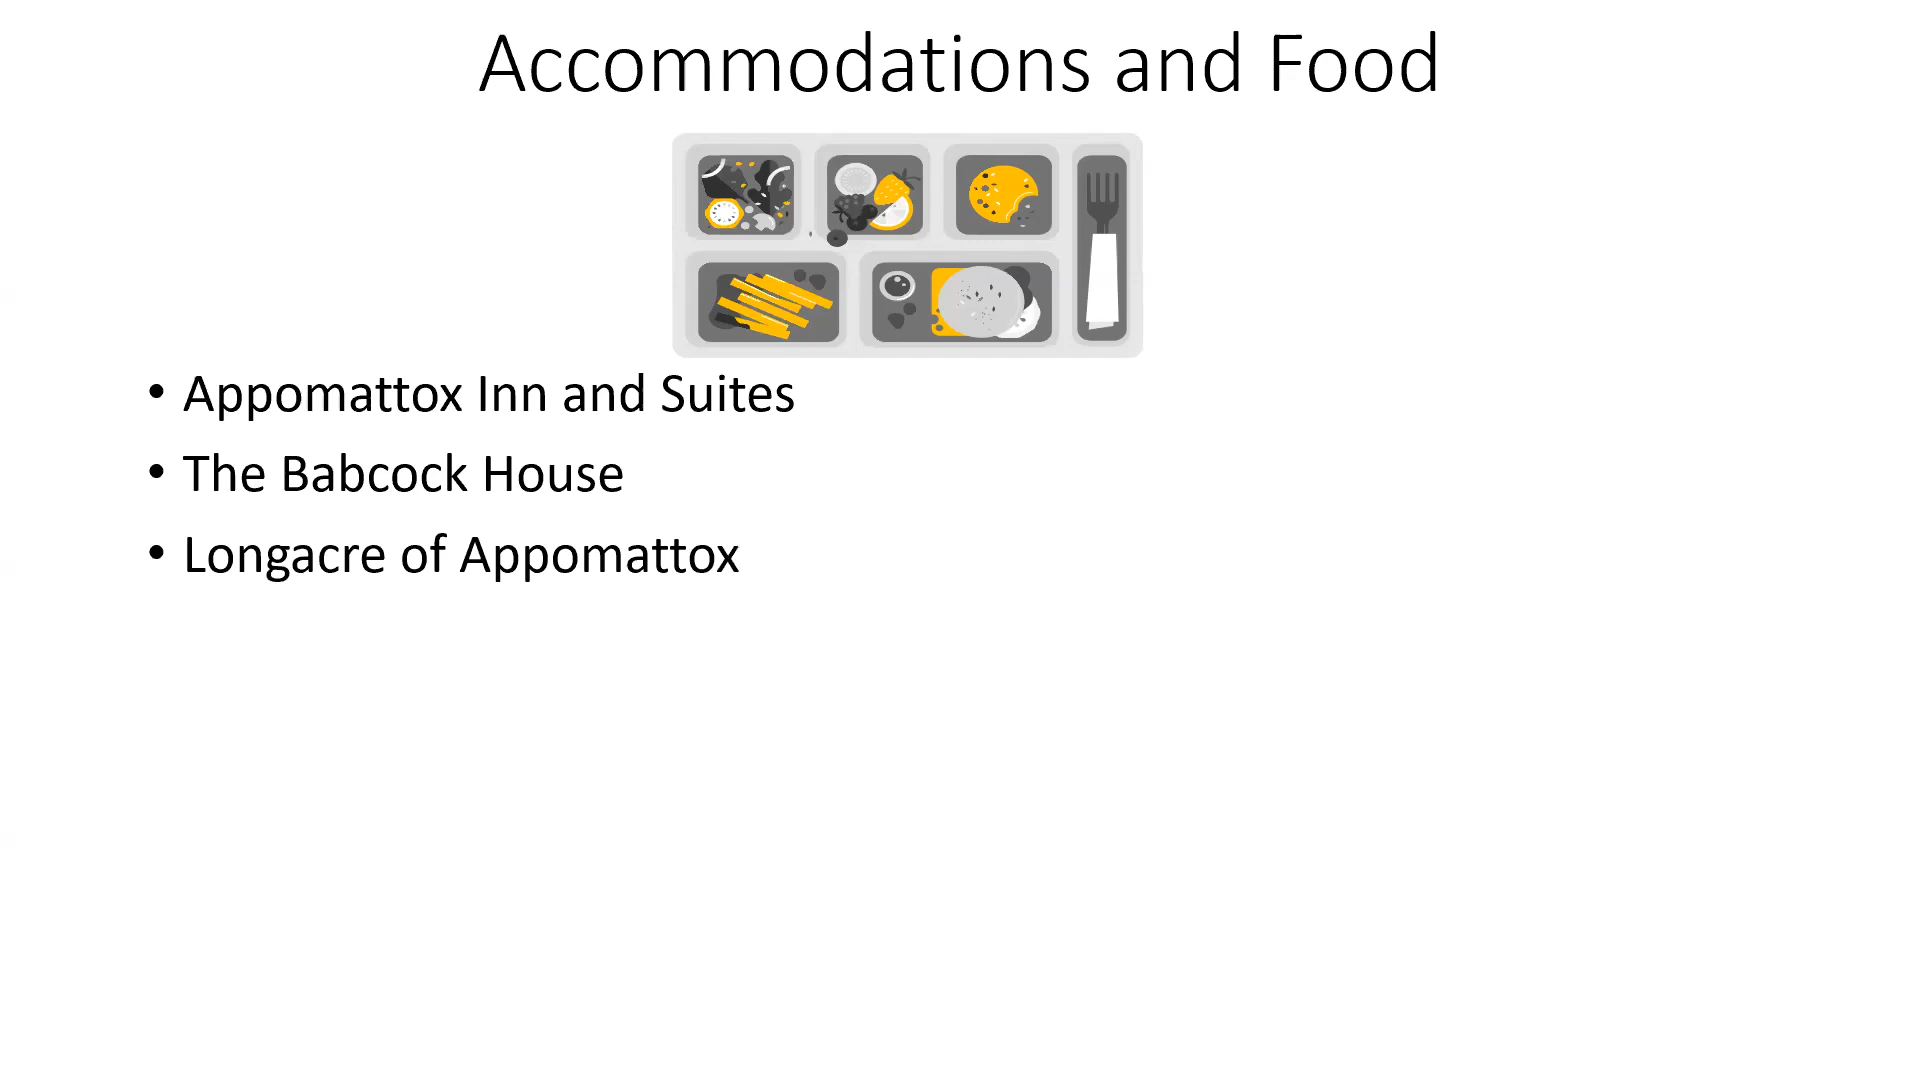 Accommodations and Food
• Appomattox Inn and Suites
• The Babcock House
• Longacre of Appomattox